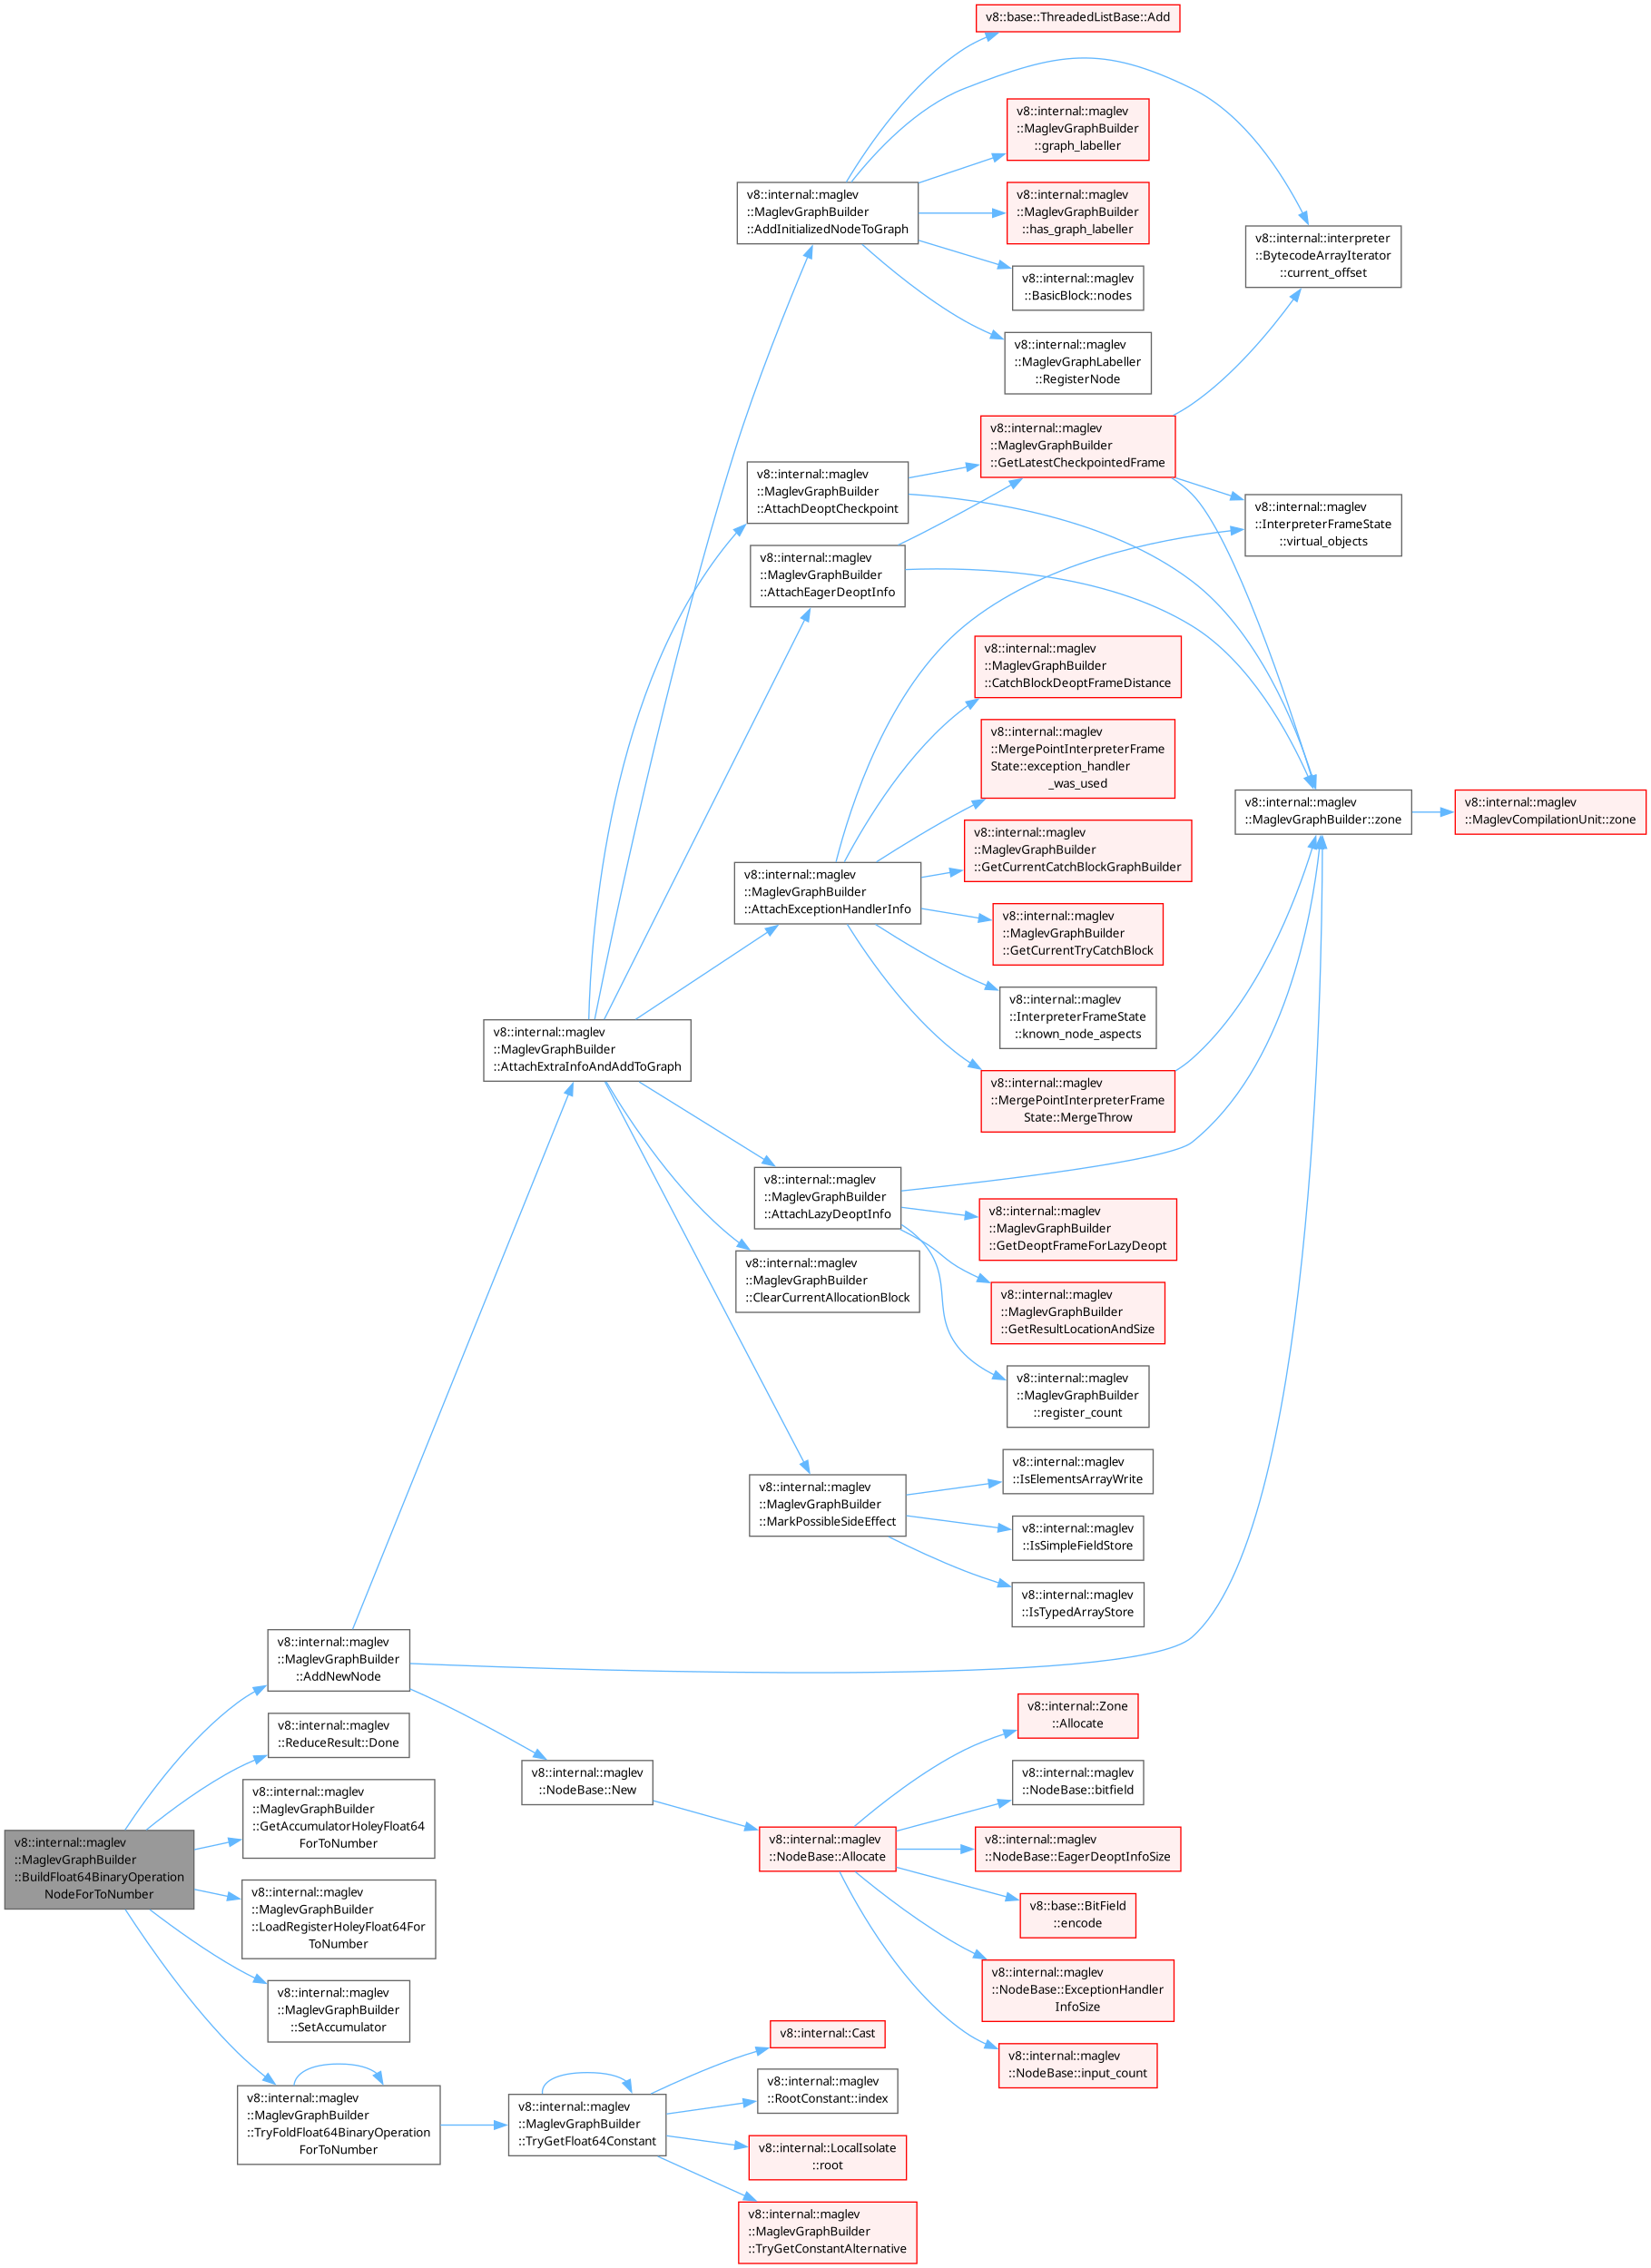 v8::base::ThreadedListBase::Add
v8::internal::maglev
::MaglevGraphBuilder
::graph_labeller
v8::internal::maglev
::MaglevGraphBuilder
::AddInitializedNodeToGraph
v8::internal::maglev
::MaglevGraphBuilder
::has_graph_labeller
v8::internal::interpreter
::BytecodeArrayIterator
::current_offset
v8::internal::maglev
::BasicBlock::nodes
v8::internal::maglev
::MaglevGraphLabeller
::RegisterNode
v8::internal::maglev
::MaglevGraphBuilder
::GetLatestCheckpointedFrame
v8::internal::maglev
::MaglevGraphBuilder
::AttachDeoptCheckpoint
v8::internal::maglev
::InterpreterFrameState
::virtual_objects
v8::internal::maglev
::MaglevGraphBuilder
::AttachEagerDeoptInfo
v8::internal::maglev
::MaglevGraphBuilder
::CatchBlockDeoptFrameDistance
v8::internal::maglev
::MergePointInterpreterFrame
State::exception_handler
_was_used
v8::internal::maglev
::MaglevGraphBuilder::zone
v8::internal::maglev
::MaglevCompilationUnit::zone
v8::internal::maglev
::MaglevGraphBuilder
::GetCurrentCatchBlockGraphBuilder
v8::internal::maglev
::MaglevGraphBuilder
::AttachExceptionHandlerInfo
v8::internal::maglev
::MaglevGraphBuilder
::GetCurrentTryCatchBlock
v8::internal::maglev
::InterpreterFrameState
::known_node_aspects
v8::internal::maglev
::MaglevGraphBuilder
::AttachExtraInfoAndAddToGraph
v8::internal::maglev
::MergePointInterpreterFrame
State::MergeThrow
v8::internal::maglev
::MaglevGraphBuilder
::AttachLazyDeoptInfo
v8::internal::maglev
::MaglevGraphBuilder
::GetDeoptFrameForLazyDeopt
v8::internal::maglev
::MaglevGraphBuilder
::ClearCurrentAllocationBlock
v8::internal::maglev
::MaglevGraphBuilder
::GetResultLocationAndSize
v8::internal::maglev
::MaglevGraphBuilder
::register_count
v8::internal::maglev
::IsElementsArrayWrite
v8::internal::maglev
::MaglevGraphBuilder
::MarkPossibleSideEffect
v8::internal::maglev
::IsSimpleFieldStore
v8::internal::maglev
::IsTypedArrayStore
v8::internal::maglev
::MaglevGraphBuilder
::AddNewNode
v8::internal::Zone
::Allocate
v8::internal::maglev
::ReduceResult::Done
v8::internal::maglev
::NodeBase::New
v8::internal::maglev
::NodeBase::bitfield
v8::internal::maglev
::MaglevGraphBuilder
::GetAccumulatorHoleyFloat64
ForToNumber
v8::internal::maglev
::MaglevGraphBuilder
::BuildFloat64BinaryOperation
NodeForToNumber
v8::internal::maglev
::NodeBase::Allocate
v8::internal::maglev
::NodeBase::EagerDeoptInfoSize
v8::internal::maglev
::MaglevGraphBuilder
::LoadRegisterHoleyFloat64For
ToNumber
v8::base::BitField
::encode
v8::internal::maglev
::NodeBase::ExceptionHandler
InfoSize
v8::internal::maglev
::MaglevGraphBuilder
::SetAccumulator
v8::internal::Cast
v8::internal::maglev
::NodeBase::input_count
v8::internal::maglev
::MaglevGraphBuilder
::TryFoldFloat64BinaryOperation
ForToNumber
v8::internal::maglev
::MaglevGraphBuilder
::TryGetFloat64Constant
v8::internal::maglev
::RootConstant::index
v8::internal::LocalIsolate
::root
v8::internal::maglev
::MaglevGraphBuilder
::TryGetConstantAlternative